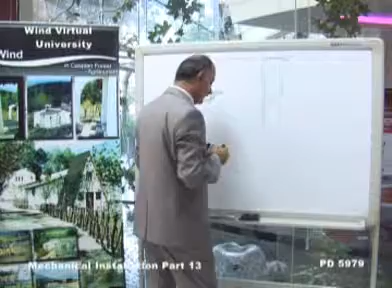 Wind Virtual
University
Wind
Mechanical Installation Part 13
PD 5979